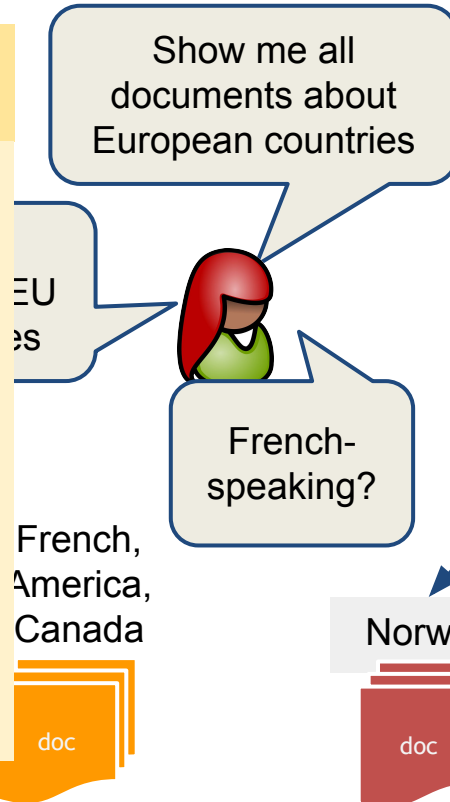 Show me all
documents about
European countries
EU
es
French-
speaking?
French,
America,
Canada
Norw
doc
doc